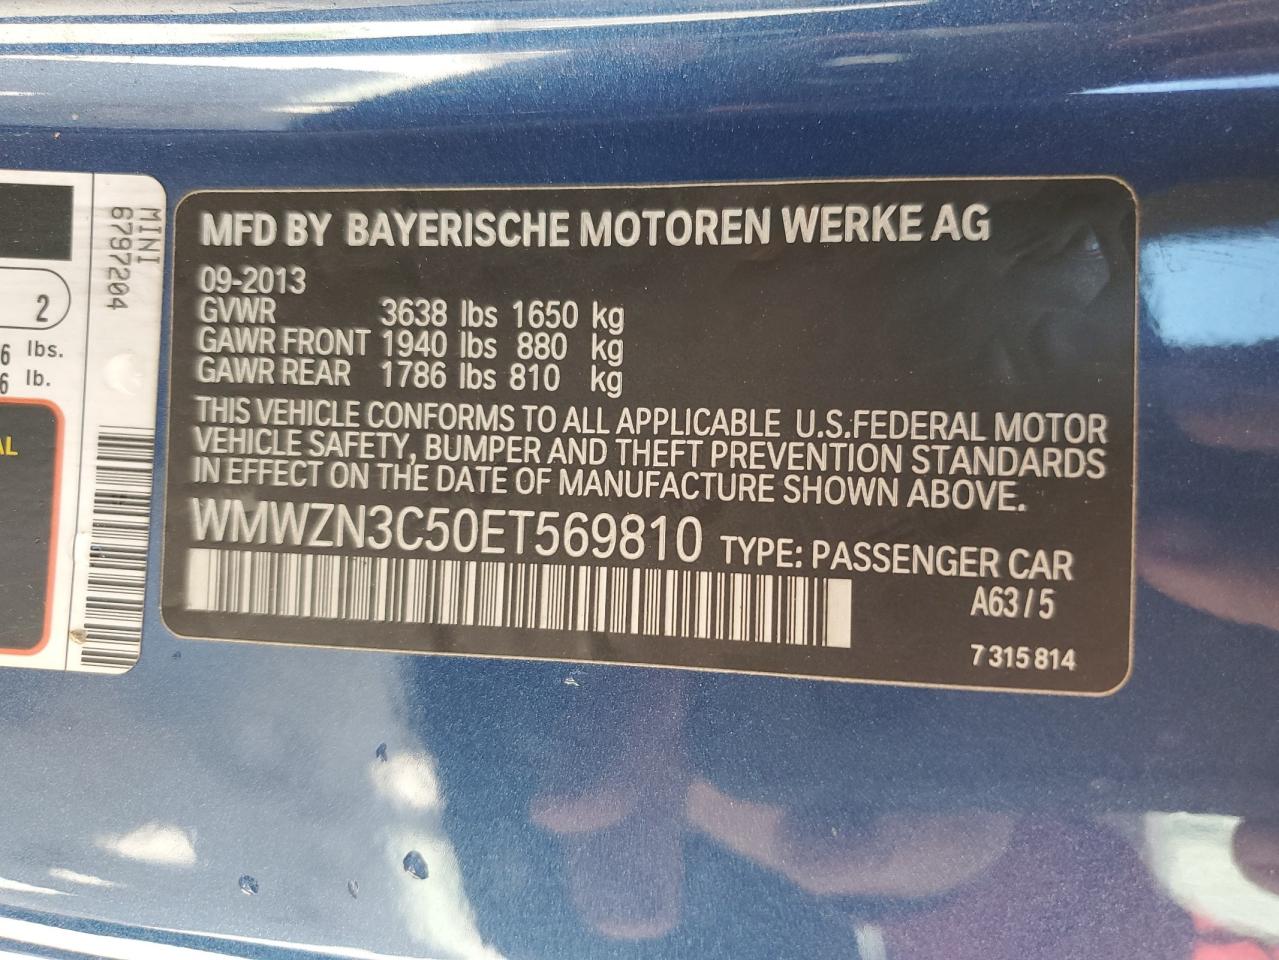 MFD BY BAYERISCHE MOTOREN WERKE AG
09-2013
GVWR 3638 lbs 1650 kg
GAWR FRONT 1940 lbs 880 kg
GAWR REAR 1786 lbs 810 kg
THIS VEHICLE CONFORMS TO ALL APPLICABLE U.S.FEDERAL MOTOR
VEHICLE SAFETY, BUMPER AND THEFT PREVENTION STANDARDS
IN EFFECT ON THE DATE OF MANUFACTURE SHOWN ABOVE.
WMWZN3C50ET569810 TYPE: PASSENGER CAR
A63/5
7 315 814
MINI
6797204
2
6 lbs.
6 lb.
AL